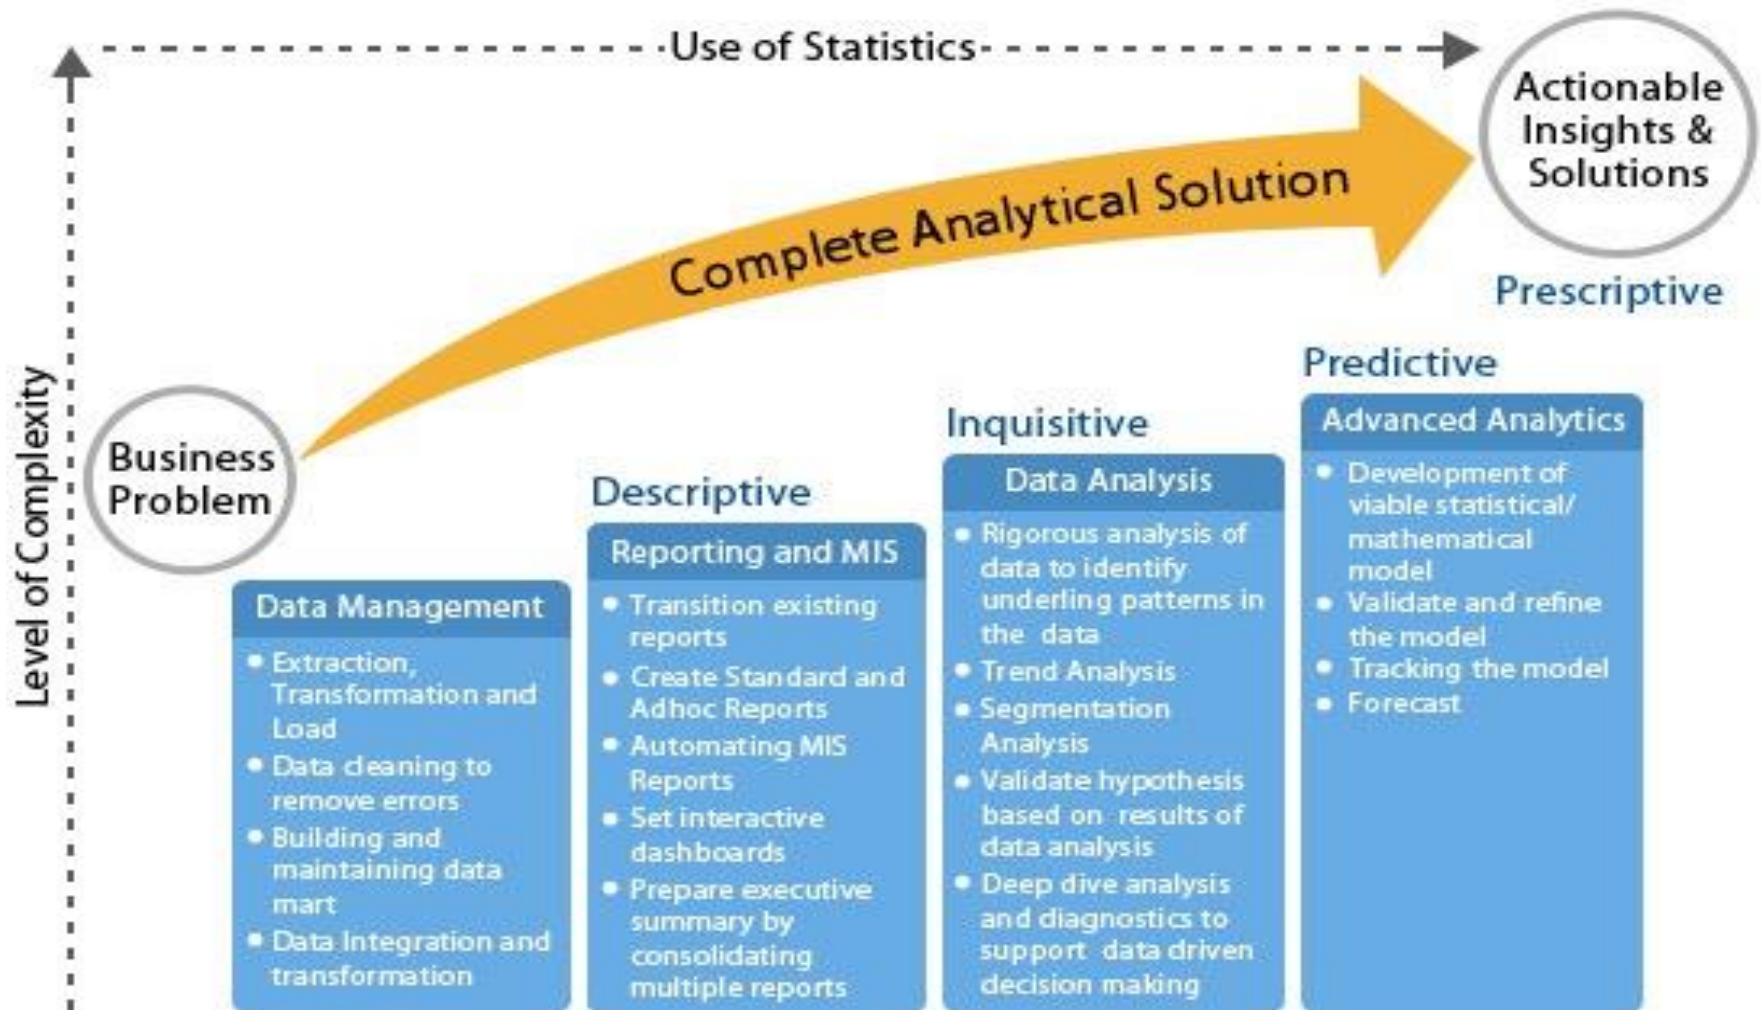 Use of Statistics
Actionable
Insights &
Solutions
Complete Analytical Solution
Prescriptive
Level of Complexity
Business
Problem
Data Management
Extraction,
Transformation and
Load
Data cleaning to
remove errors
Building and
maintaining data
mart
Data Integration and
transformation
Descriptive
Reporting and MIS
Transition existing
reports
Create Standard and
Adhoc Reports
Automating MIS
Reports
Set interactive
dashboards
Prepare executive
summary by
consolidating
multiple reports
Inquisitive
Data Analysis
Rigorous analysis of
data to identify
underling patterns in
the data
Trend Analysis
Segmentation
Analysis
Validate hypothesis
based on results of
data analysis
Deep dive analysis
and diagnostics to
support data driven
decision making
Predictive
Advanced Analytics
Development of
viable statistical/
mathematical
model
Validate and refine
the model
Tracking the model
Forecast